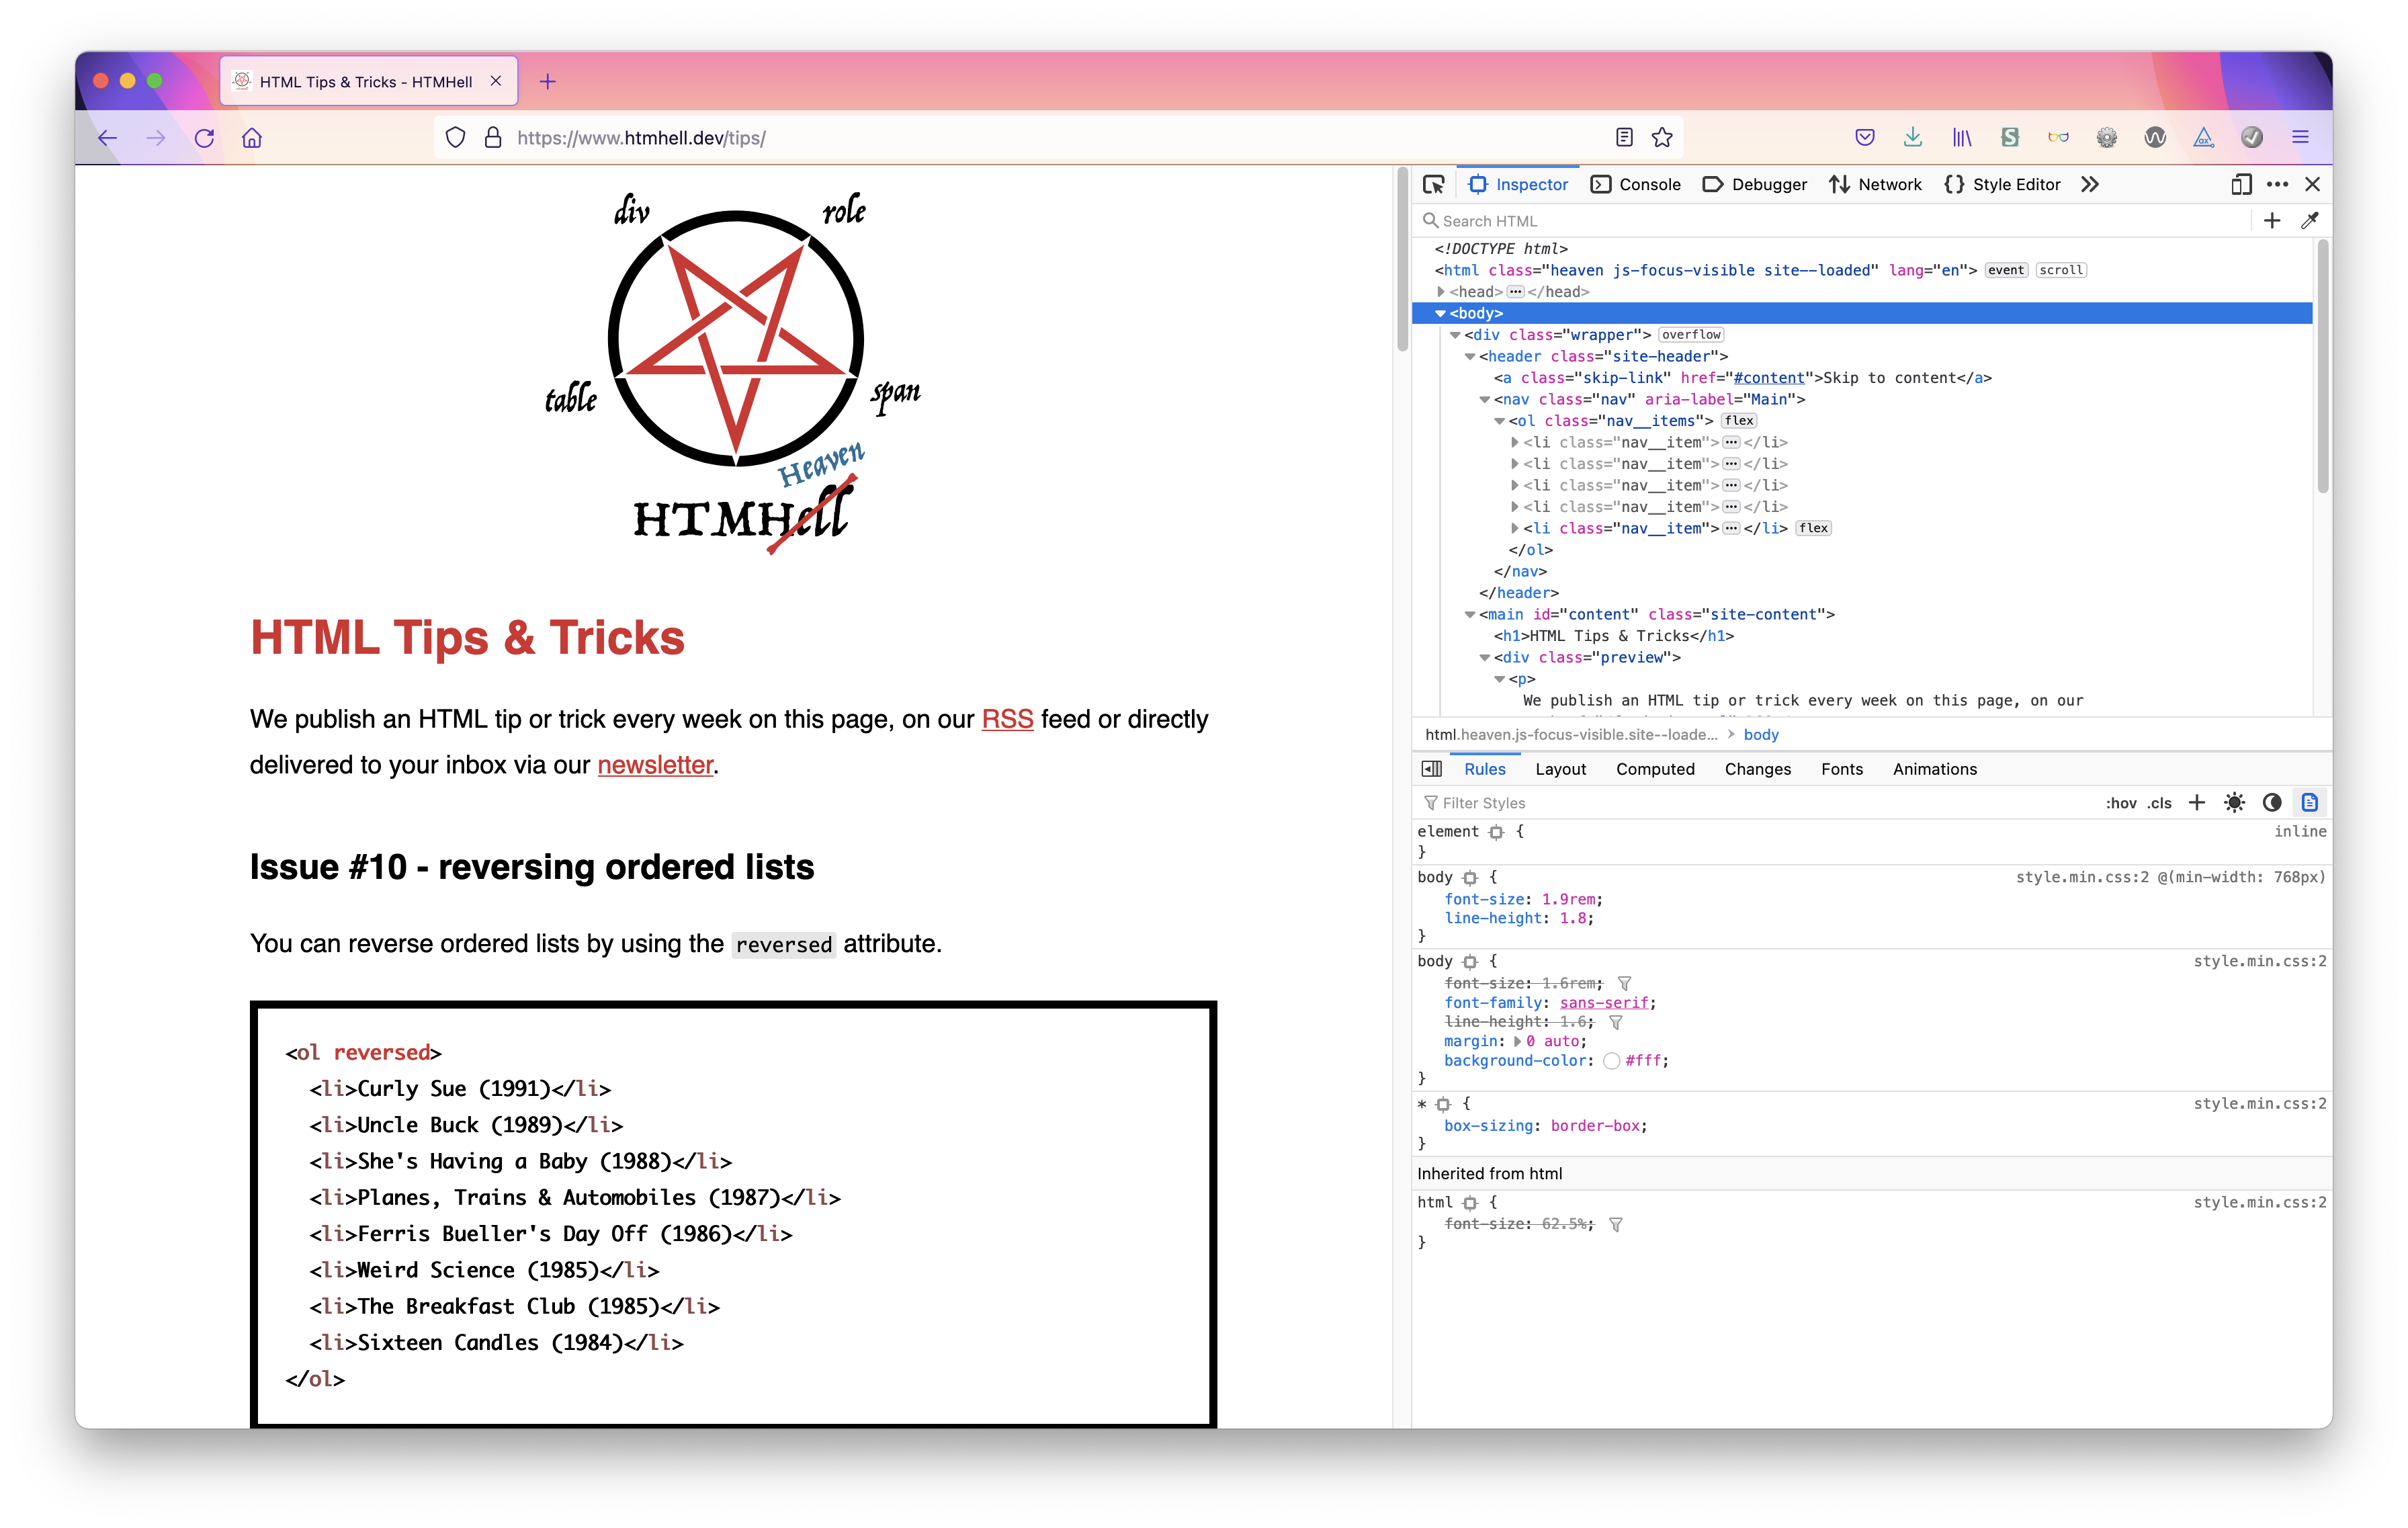 HTML Tips & Tricks - HTMHell
https://www.htmhell.dev/tips/
div
role
table
span
Heaven
HTMHell
HTML Tips & Tricks
We publish an HTML tip or trick every week on this page, on our RSS feed or directly
delivered to your inbox via our newsletter.
Issue #10 - reversing ordered lists
You can reverse ordered lists by using the reversed attribute.
<ol reversed>
<li>Curly Sue (1991)</li>
<li>Uncle Buck (1989)</li>
<li>She's Having a Baby (1988)</li>
<li>Planes, Trains & Automobiles (1987)</li>
<li>Ferris Bueller's Day Off (1986)</li>
<li>Weird Science (1985)</li>
<li>The Breakfast Club (1985)</li>
<li>Sixteen Candles (1984)</li>
</ol>
Inspector Console Debugger Network {} Style Editor
Search HTML
<!DOCTYPE html>
<html class="heaven js-focus-visible site--loaded" lang="en"> event scroll
<head>···</head>
<body>
<div class="wrapper"> overflow
<header class="site-header">
<a class="skip-link" href="#content">Skip to content</a>
<nav class="nav" aria-label="Main">
<ol class="nav__items"> flex
<li class="nav__item">···</li>
<li class="nav__item">···</li>
<li class="nav__item">···</li>
<li class="nav__item">···</li>
<li class="nav__item">···</li> flex
</ol>
</nav>
</header>
<main id="content" class="site-content">
<h1>HTML Tips & Tricks</h1>
<div class="preview">
<p>
We publish an HTML tip or trick every week on this page, on our
html.heaven.js-focus-visible.site--loade... > body
Rules Layout Computed Changes Fonts Animations
Filter Styles :hov .cls
element { inline
}
body { style.min.css:2 @(min-width: 768px)
font-size: 1.9rem;
line-height: 1.8;
}
body { style.min.css:2
font-size: 1.6rem;
font-family: sans-serif;
line-height: 1.6;
margin: 0 auto;
background-color: #fff;
}
* { style.min.css:2
box-sizing: border-box;
}
Inherited from html
html { style.min.css:2
font-size: 62.5%;
}